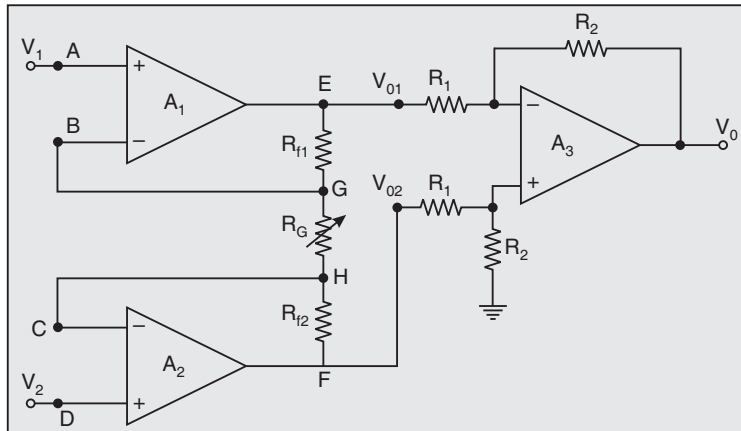 V1 A
+
A1
B
−
E
Rf1
G
RG
H
Rf2
F
C
−
A2
V2
+
D
V01
R1
R2
−
A3
V0
V02
R1
+
R2